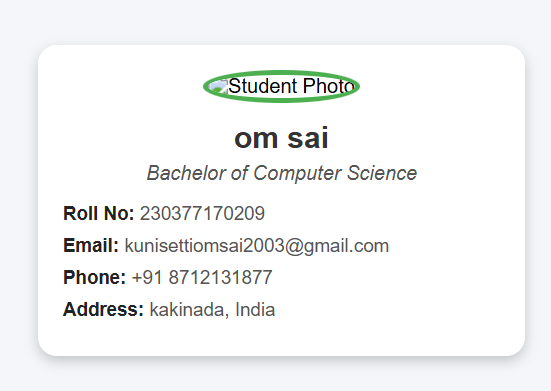 Student Photo
om sai
Bachelor of Computer Science
Roll No: 230377170209
Email: kunisettiomsai2003@gmail.com
Phone: +91 8712131877
Address: kakinada, India